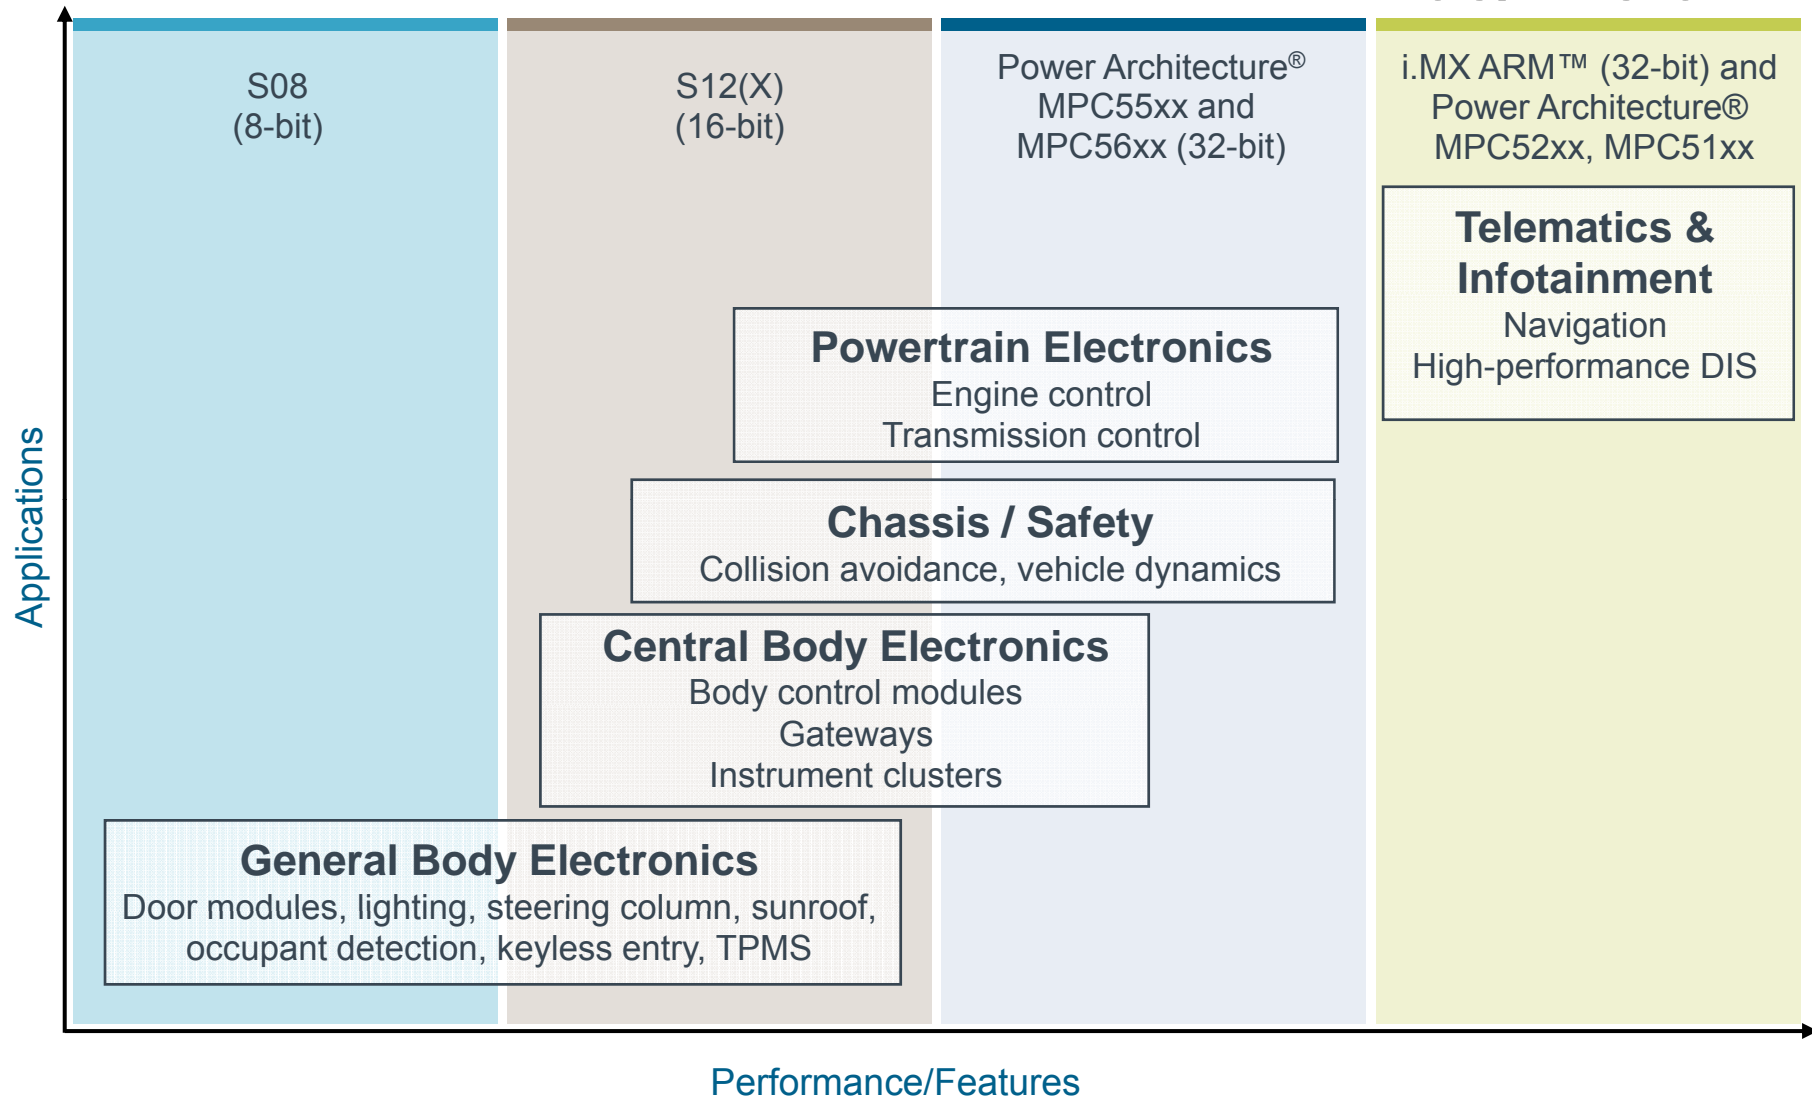 S08
(8-bit)
S12(X)
(16-bit)
Power Architecture®
MPC55xx and
MPC56xx (32-bit)
i.MX ARM™ (32-bit) and
Power Architecture®
MPC52xx, MPC51xx
Telematics &
Infotainment
Navigation
High-performance DIS
Powertrain Electronics
Engine control
Transmission control
Chassis / Safety
Collision avoidance, vehicle dynamics
Central Body Electronics
Body control modules
Gateways
Instrument clusters
General Body Electronics
Door modules, lighting, steering column, sunroof,
occupant detection, keyless entry, TPMS
Applications
Performance/Features